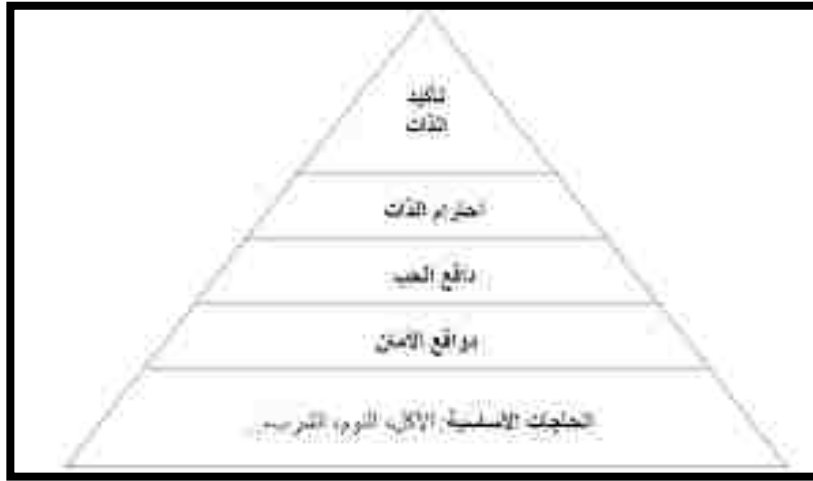 تأكيد
الذات
احترام الذات
دافع الحب
دوافع الأمن
الحاجات الأساسية: الأكل، النوم، الشرب...